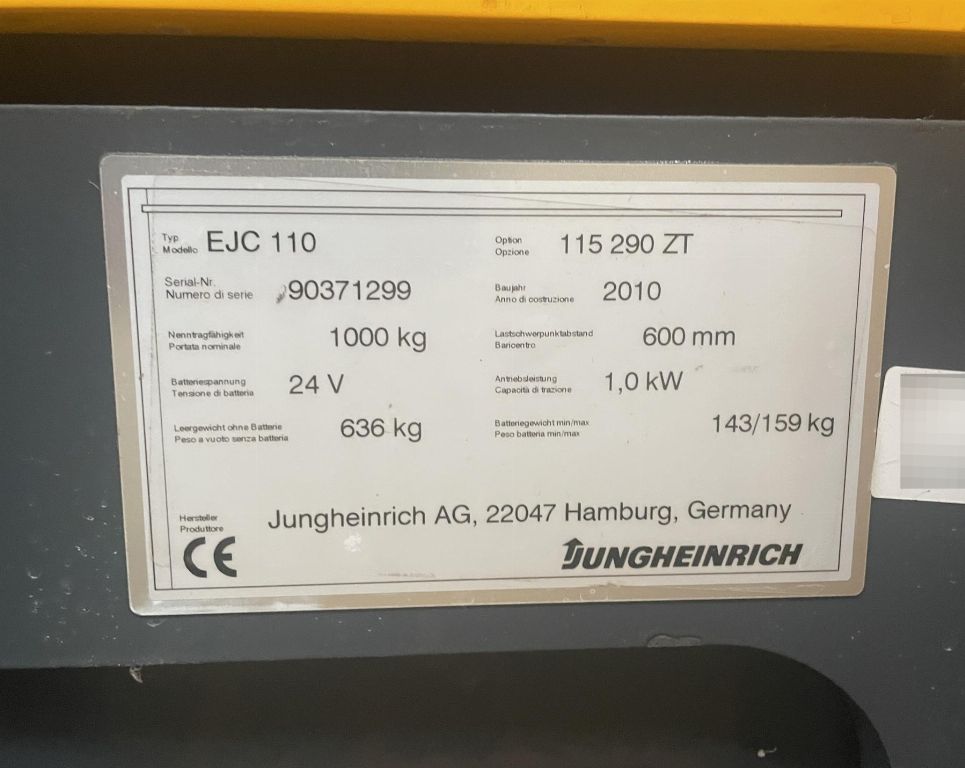 Typ
Modello EJC 110
Option
Opzione 115 290 ZT
Serial-Nr.
Numero di serie 90371299
Baujahr
Anno di costruzione 2010
Nenntragfähigkeit
Portata nominale 1000 kg
Lastschwerpunktabstand
Baricentro 600 mm
Batteriespannung
Tensione di batteria 24 V
Antriebsleistung
Capacità di trazione 1,0 kW
Leergewicht ohne Batterie
Peso a vuoto senza batteria 636 kg
Batteriegewicht min/max
Peso batteria min/max 143/159 kg
Hersteller
Produttore Jungheinrich AG, 22047 Hamburg, Germany
CE JUNGHEINRICH